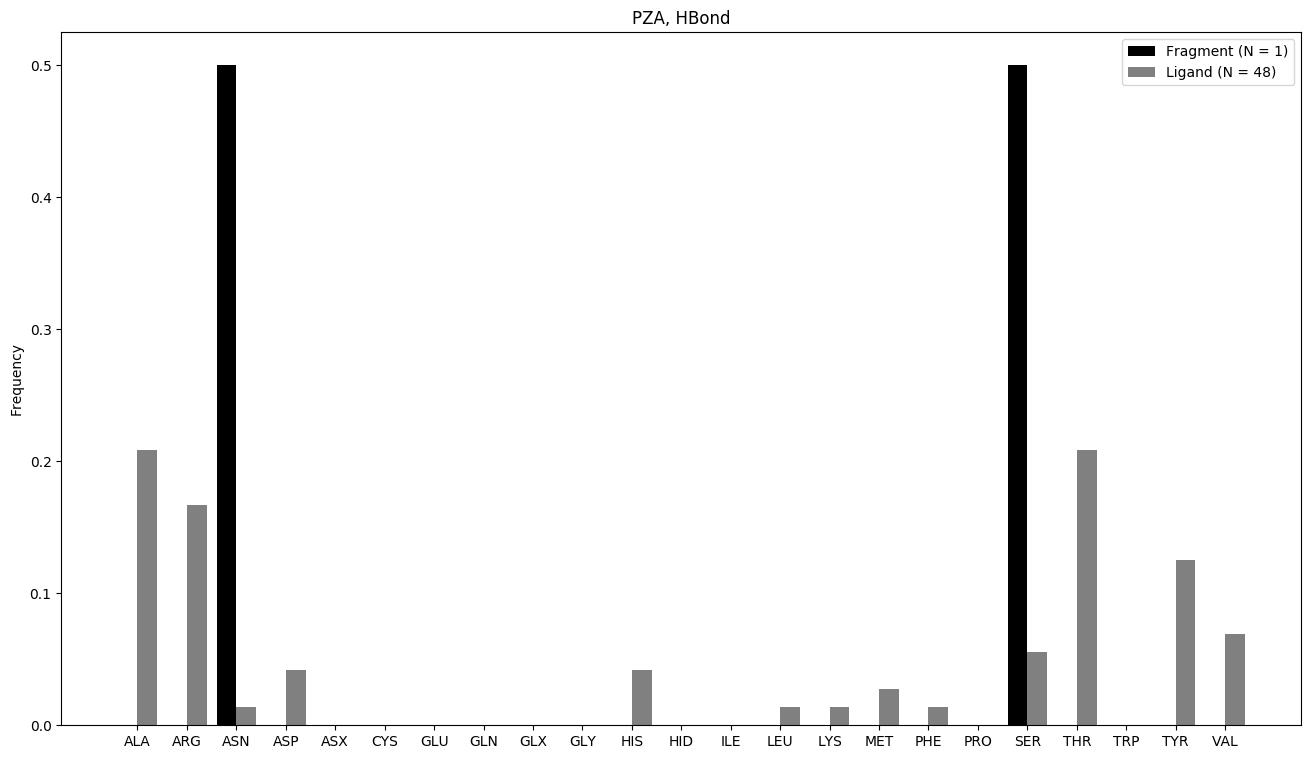 PZA, HBond
Fragment (N = 1)
Ligand (N = 48)
Frequency
0.5
0.4
0.3
0.2
0.1
0.0
ALA ARG ASN ASP ASX CYS GLU GLN GLX GLY HIS HID ILE LEU LYS MET PHE PRO SER THR TRP TYR VAL